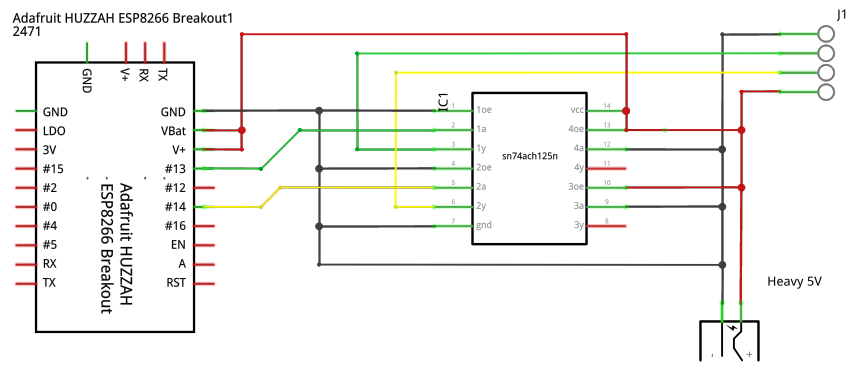 Adafruit HUZZAH ESP8266 Breakout1
2471
J1
GND
V+
RX
TX
GND
LDO
3V
#15
#2
#0
#4
#5
RX
TX
GND
VBat
V+
#13
#12
#14
#16
EN
A
RST
Adafruit HUZZAH
ESP8266 Breakout
IC1
1 1oe
2 1a
3 1y
4 2oe
5 2a
6 2y
7 gnd
sn74ach125n
vcc 14
4oe 13
4a 12
4y 11
3oe 10
3a 9
3y 8
Heavy 5V
- +